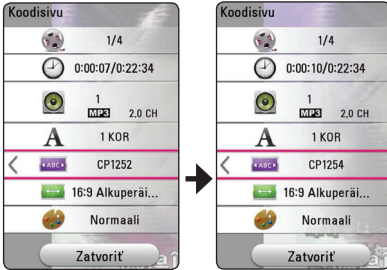 Koodisivu
1/4
0:00:07/0:22:34
1
MP3 2.0 CH
A 1 KOR
ABC CP1252
16:9 Alkuperäi...
Normaali
Zatvoriť
Koodisivu
1/4
0:00:10/0:22:34
1
MP3 2.0 CH
A 1 KOR
ABC CP1254
16:9 Alkuperäi...
Normaali
Zatvoriť